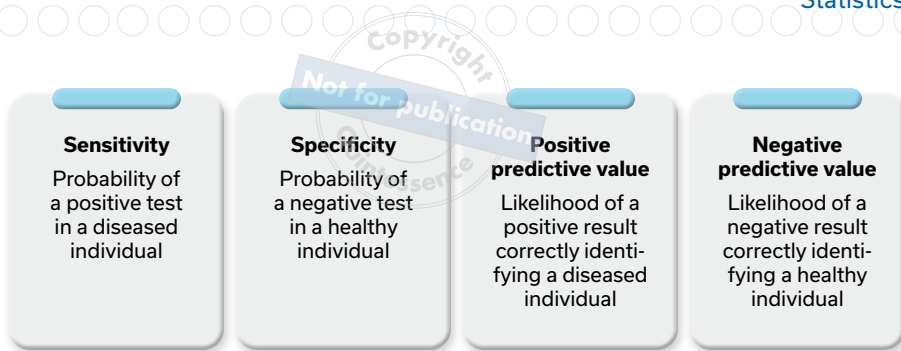 Statistics
Copyright
Not for publication
Quintessence
Sensitivity
Probability of
a positive test
in a diseased
individual
Specificity
Probability of
a negative test
in a healthy
individual
Positive
predictive value
Likelihood of a
positive result
correctly identi-
fying a diseased
individual
Negative
predictive value
Likelihood of a
negative result
correctly identi-
fying a healthy
individual